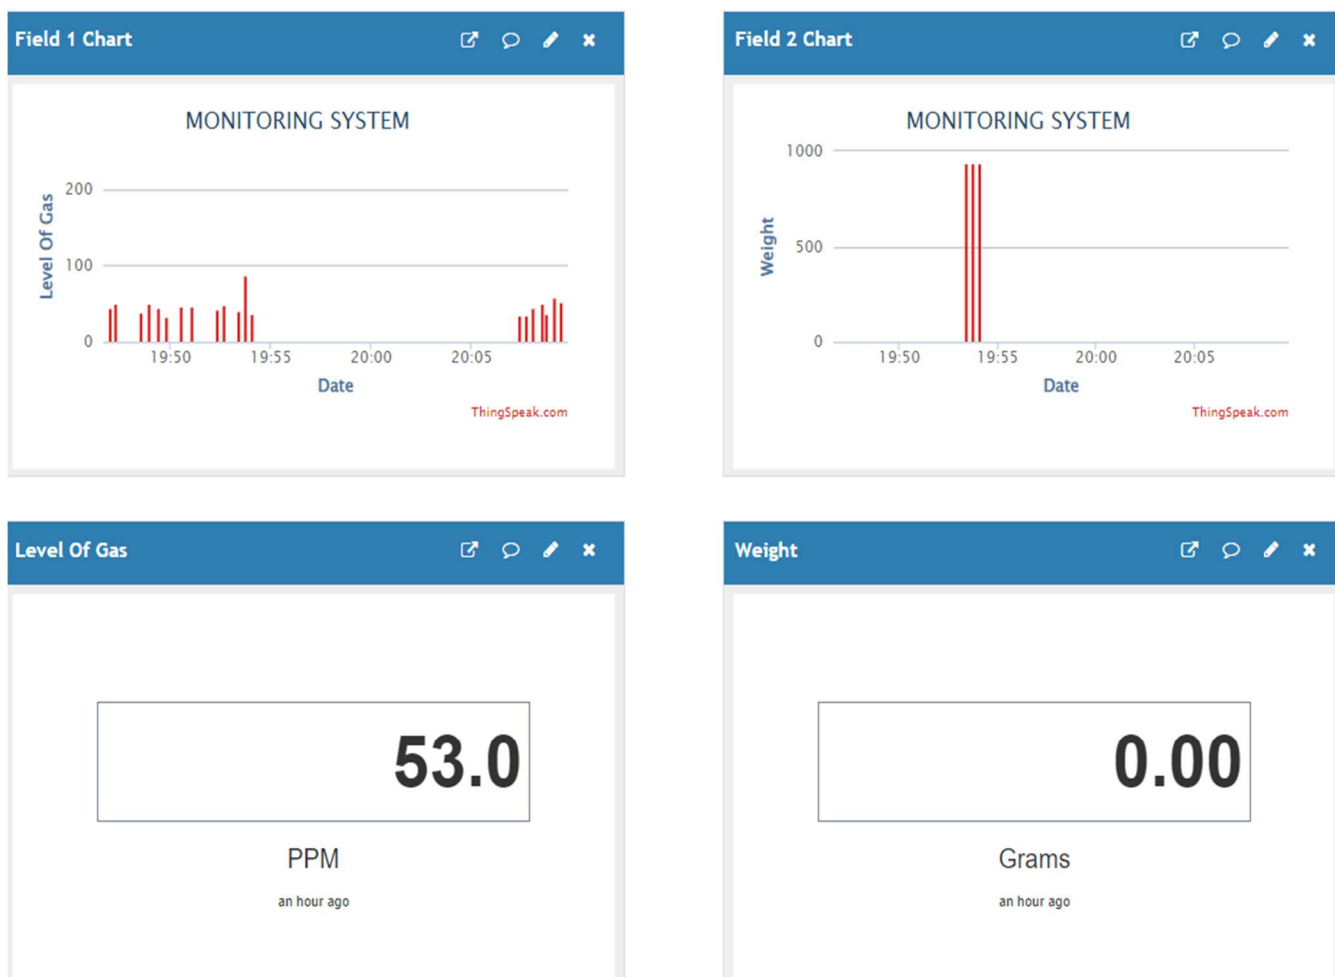 Field 1 Chart
MONITORING SYSTEM
Level Of Gas
200
100
0
19:50 19:55 20:00 20:05
Date
ThingSpeak.com
Field 2 Chart
MONITORING SYSTEM
Weight
1000
500
0
19:50 19:55 20:00 20:05
Date
ThingSpeak.com
Level Of Gas
53.0
PPM
an hour ago
Weight
0.00
Grams
an hour ago